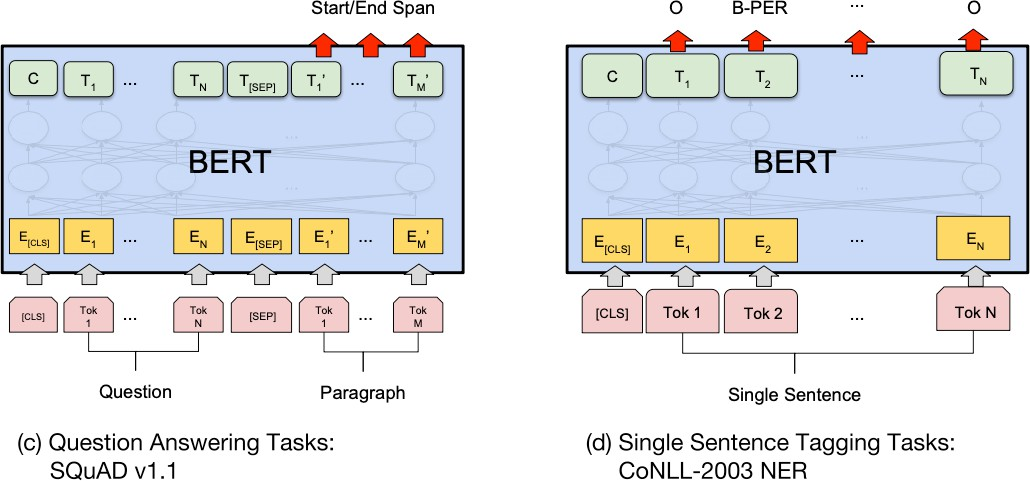 Start/End Span
C T1 ... TN T[SEP] T1' ... TM'
BERT
E[CLS] E1 ... EN E[SEP] E1' ... EM'
[CLS] Tok 1 ... Tok N [SEP] Tok 1 ... Tok M
Question Paragraph
(c) Question Answering Tasks:
SQuAD v1.1
O B-PER ... O
C T1 T2 ... TN
BERT
E[CLS] E1 E2 ... EN
[CLS] Tok 1 Tok 2 ... Tok N
Single Sentence
(d) Single Sentence Tagging Tasks:
CoNLL-2003 NER